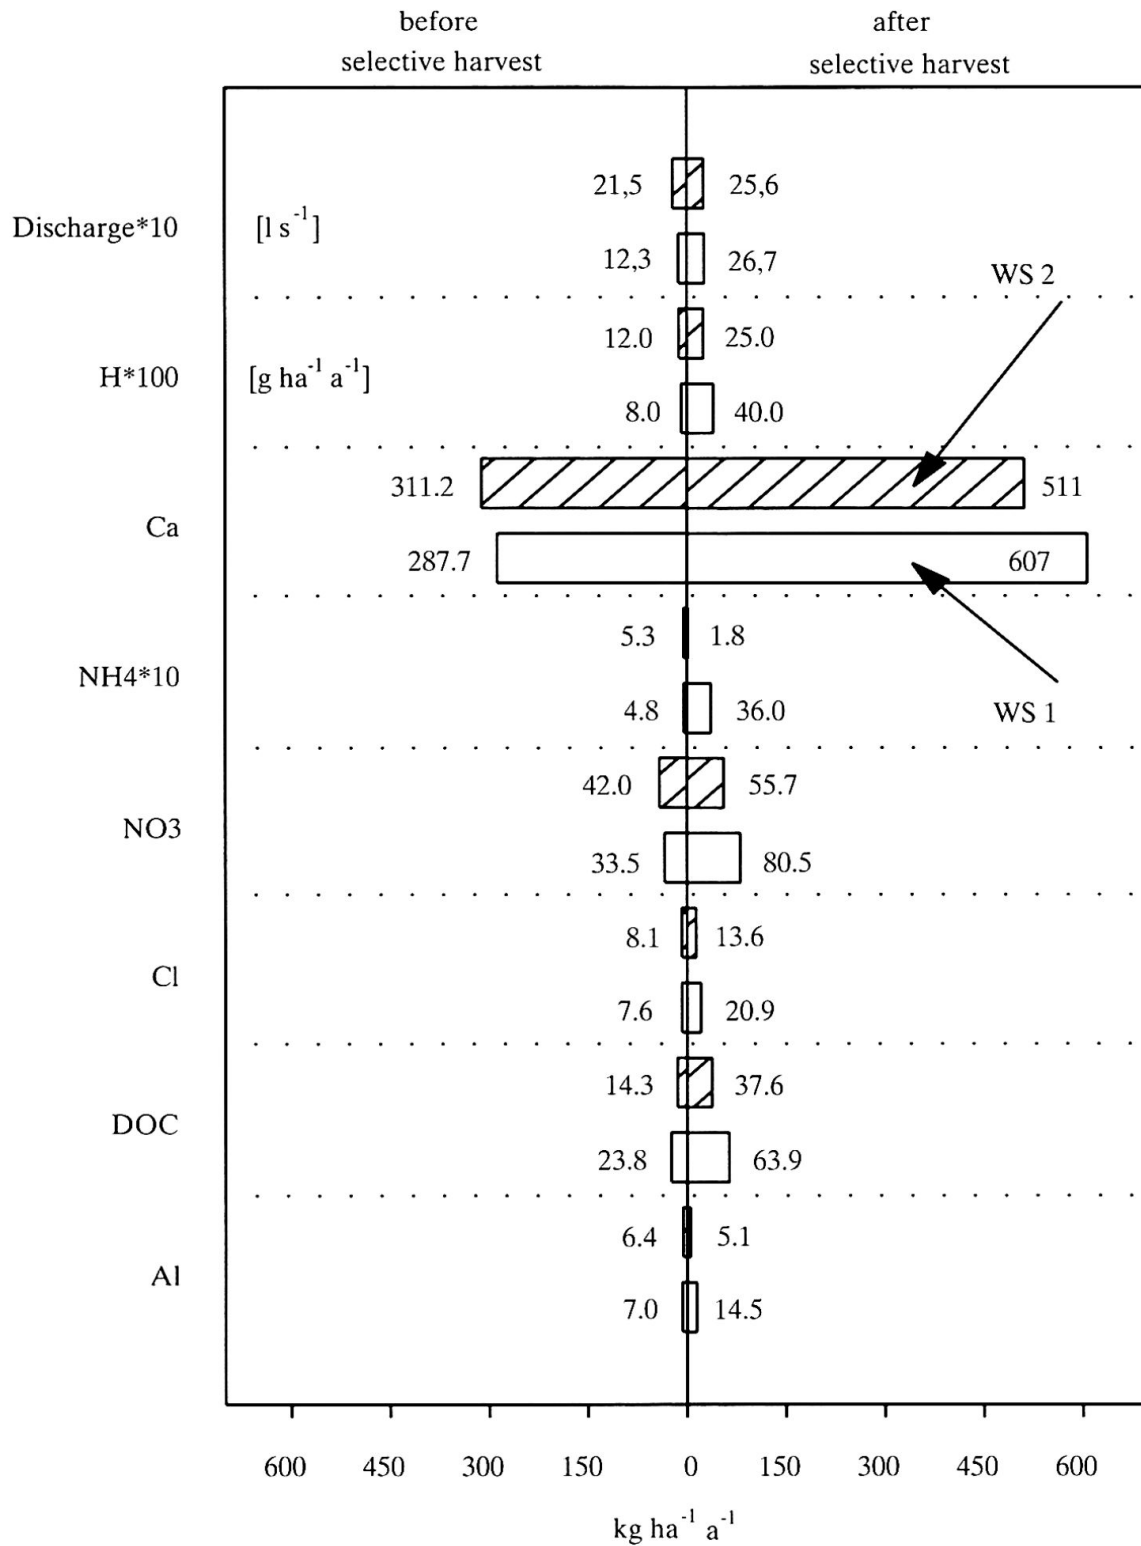 before
selective harvest
after
selective harvest
21,5 25,6
Discharge*10 [l s⁻¹]
12,3 26,7
WS 2
12.0 25.0
H*100 [g ha⁻¹ a⁻¹]
8.0 40.0
311.2 511
Ca
287.7 607
5.3 1.8
NH4*10
4.8 36.0
WS 1
42.0 55.7
NO3
33.5 80.5
8.1 13.6
Cl
7.6 20.9
14.3 37.6
DOC
23.8 63.9
6.4 5.1
Al
7.0 14.5
600 450 300 150 0 150 300 450 600
kg ha⁻¹ a⁻¹